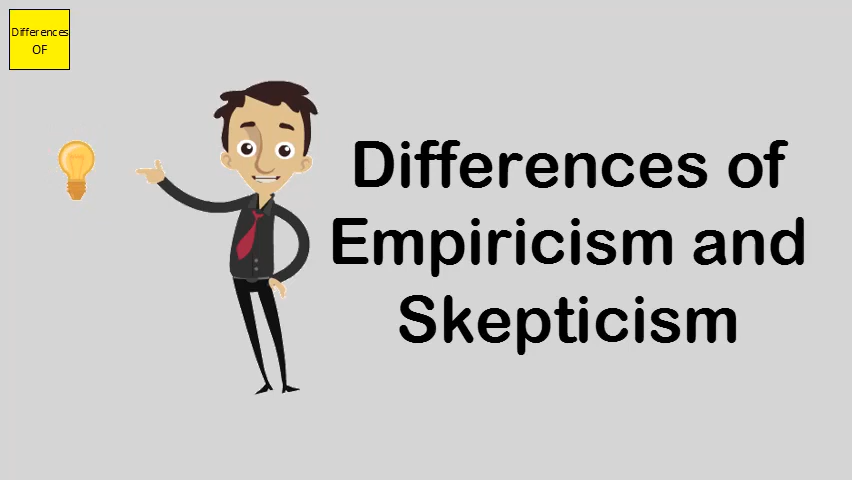 Differences
OF
Differences of
Empiricism and
Skepticism